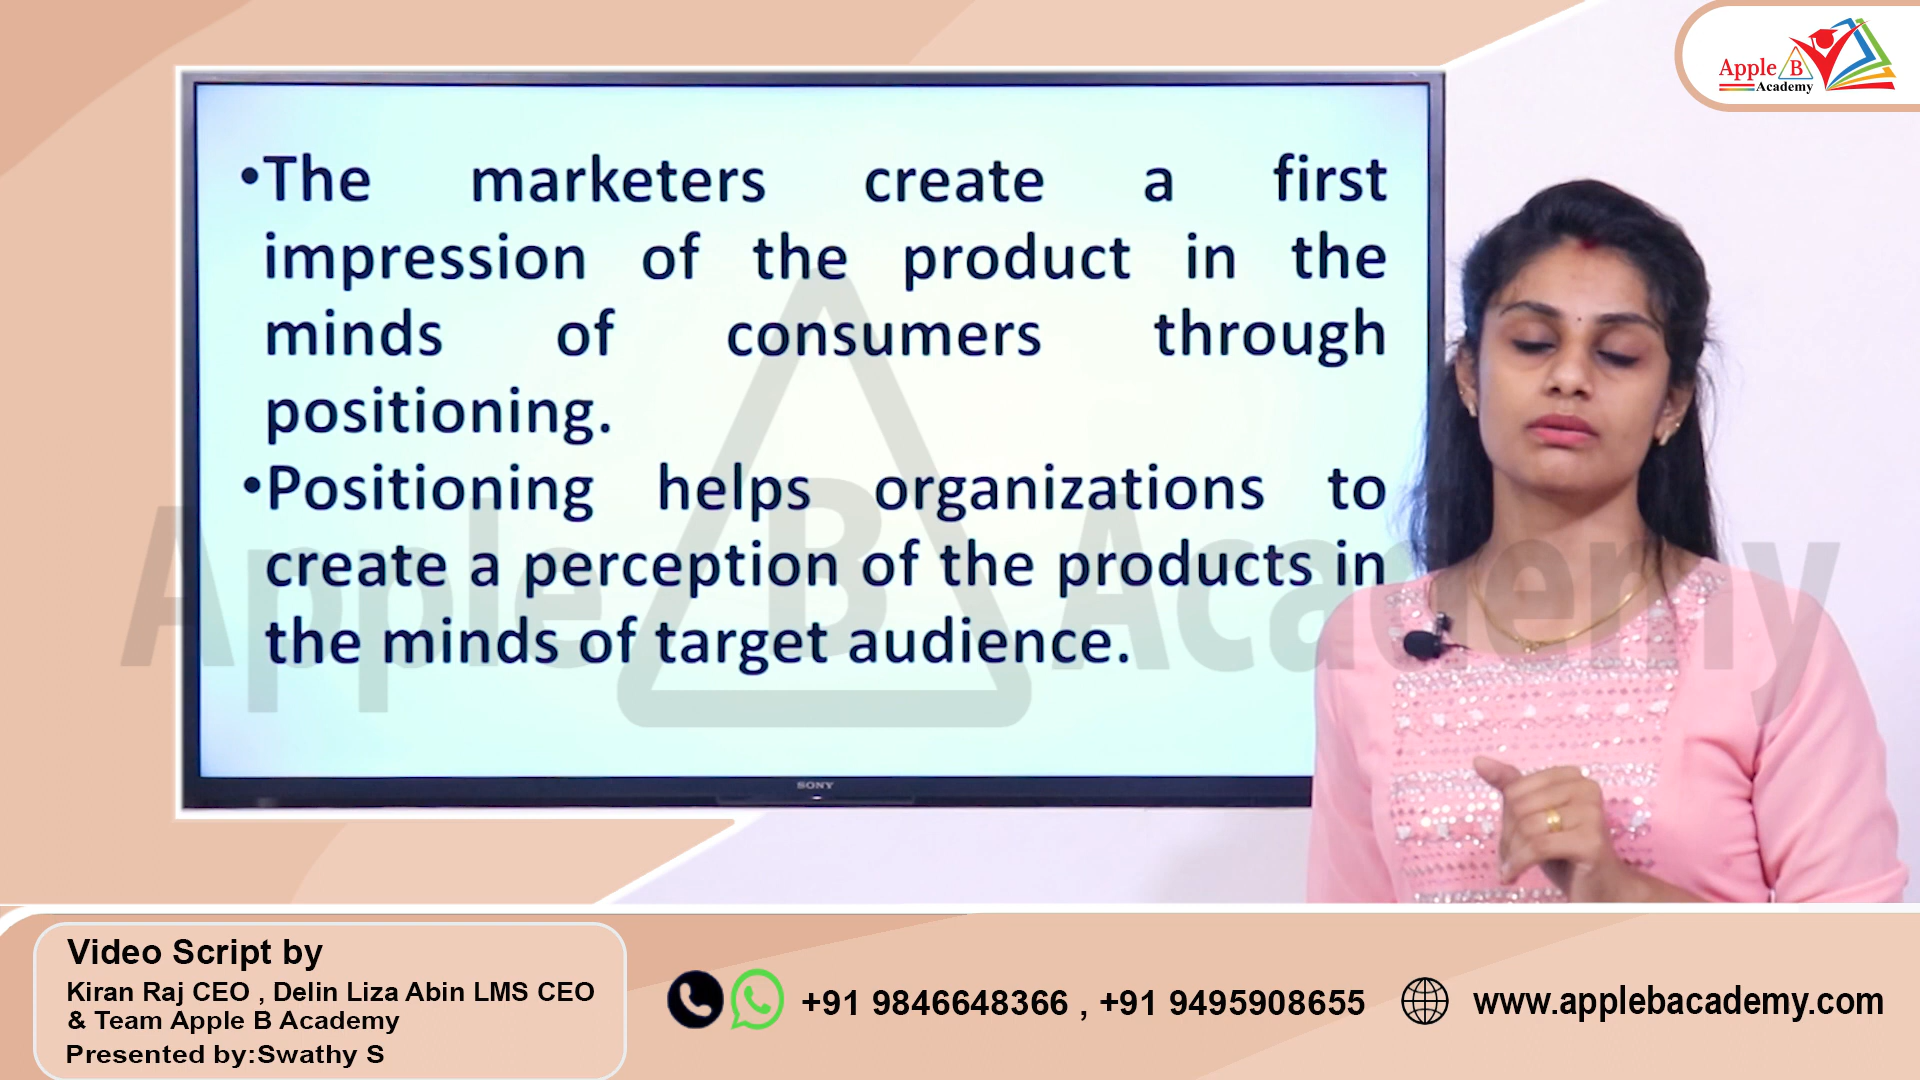 Apple B
Academy
•The marketers create a first
impression of the product in the
minds of consumers through
positioning.
•Positioning helps organizations to
create a perception of the products in
the minds of target audience.
Apple B Academy
SONY
Video Script by
Kiran Raj CEO , Delin Liza Abin LMS CEO
& Team Apple B Academy
Presented by:Swathy S
+91 9846648366 , +91 9495908655
www.applebacademy.com